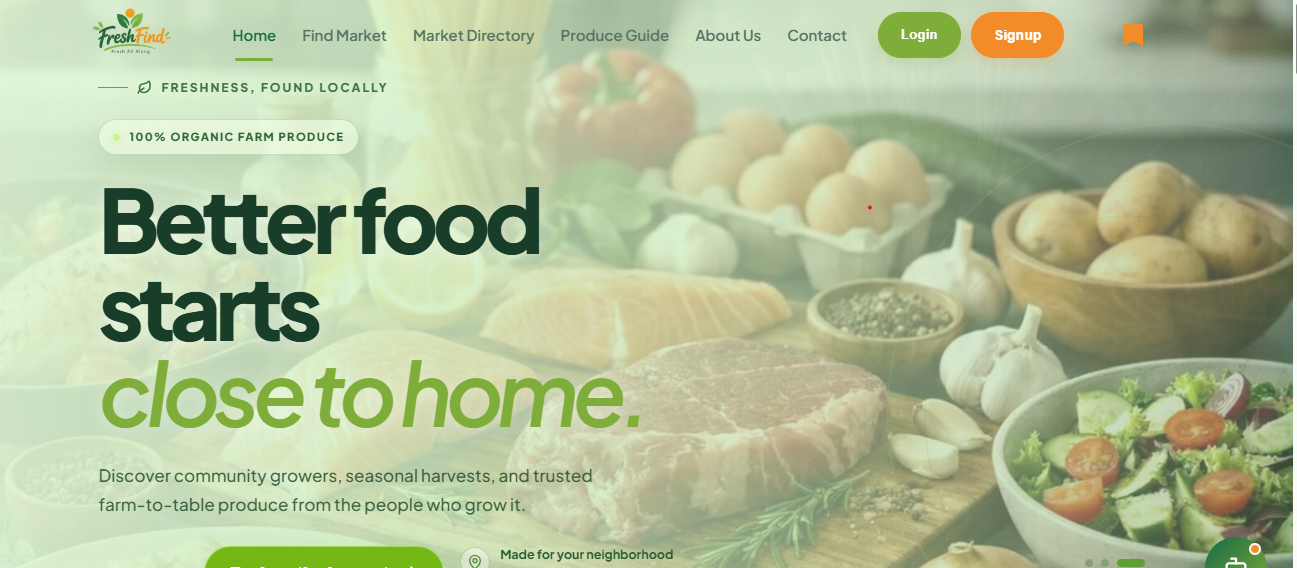 FreshFind
Fresh All Along
Home Find Market Market Directory Produce Guide About Us Contact Login Signup
FRESHNESS, FOUND LOCALLY
100% ORGANIC FARM PRODUCE
Better food
starts
close to home.
Discover community growers, seasonal harvests, and trusted
farm-to-table produce from the people who grow it.
Made for your neighborhood